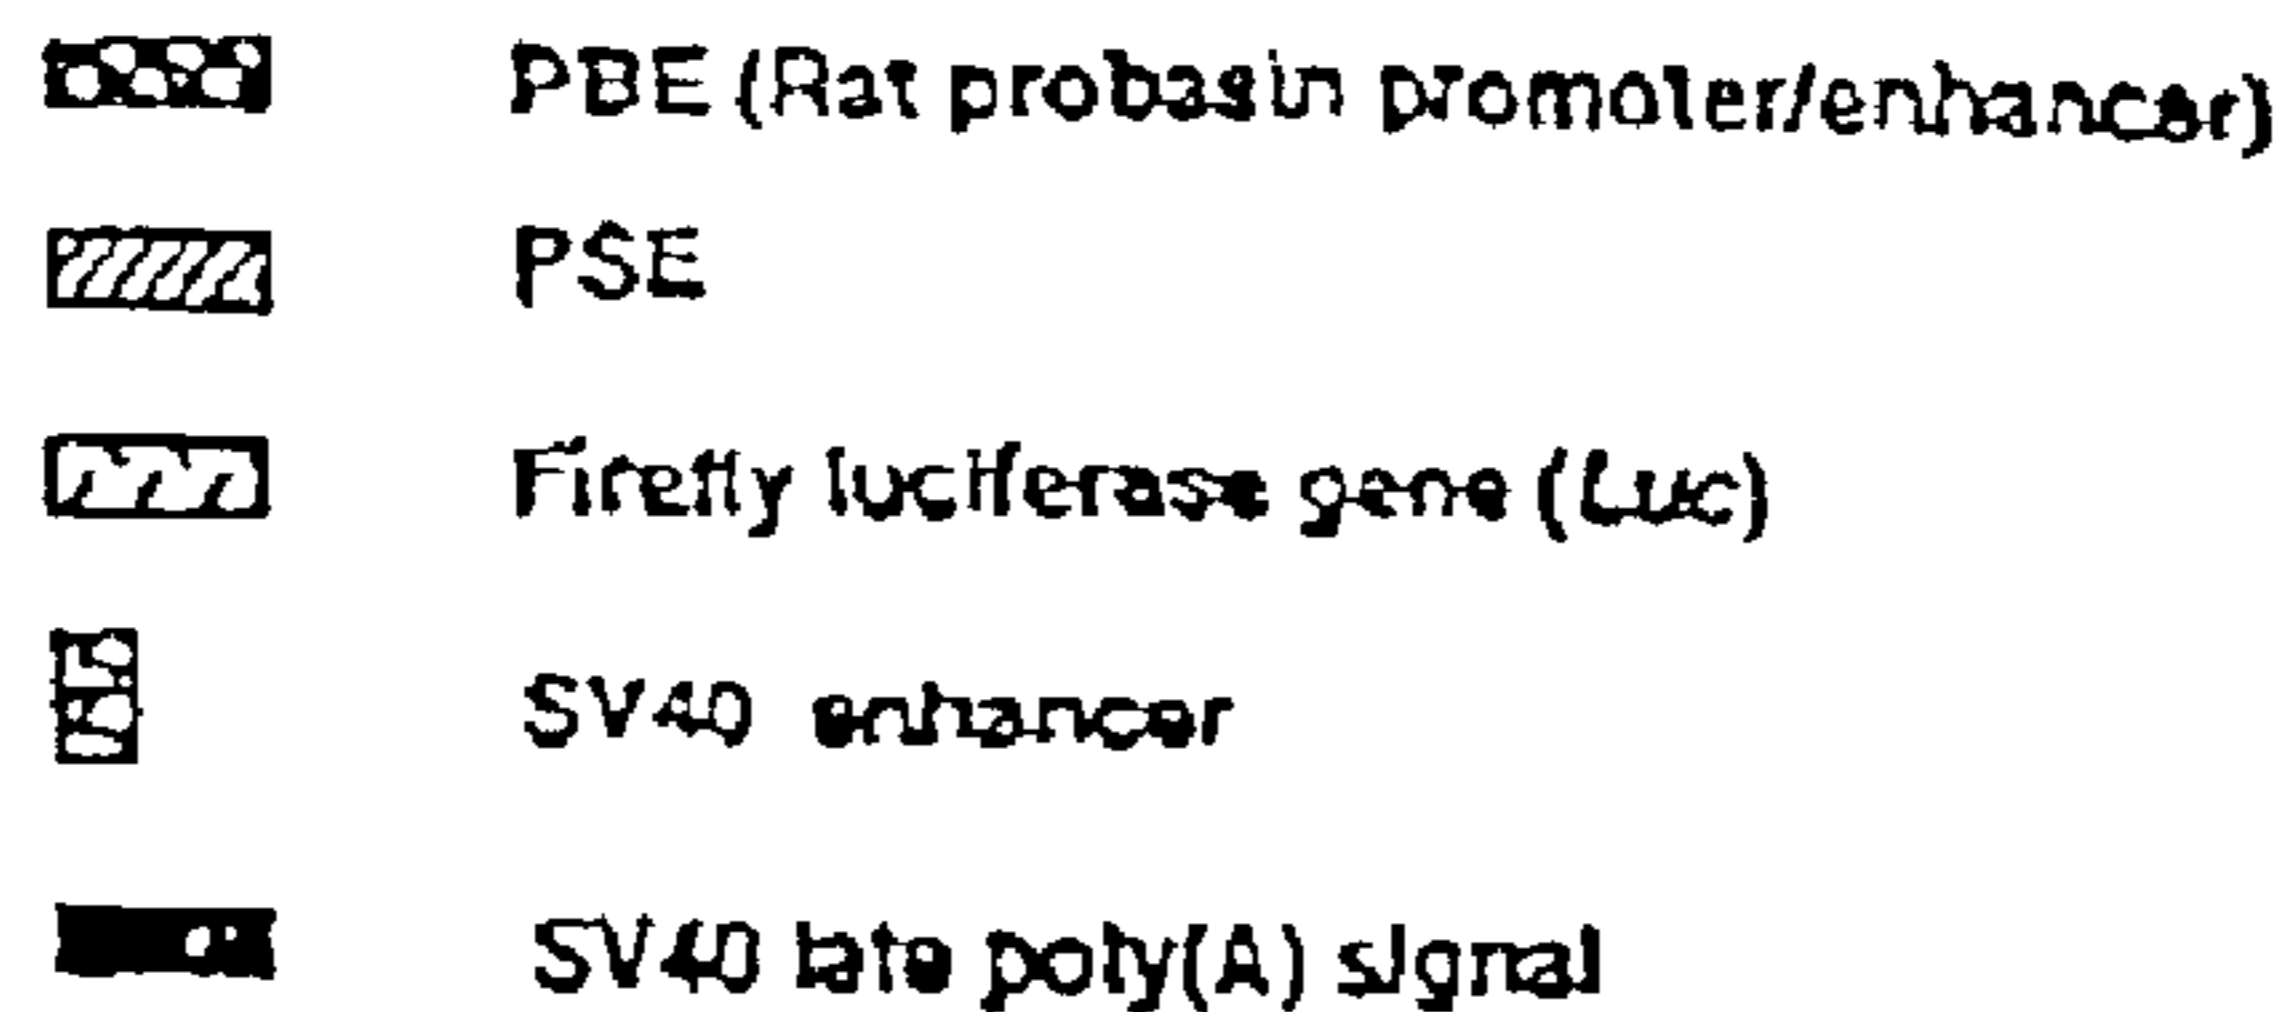 PBE (Rat probasin promoter/enhancer)
PSE
Firefly luciferase gene (Luc)
SV40 enhancer
SV40 late poly(A) signal